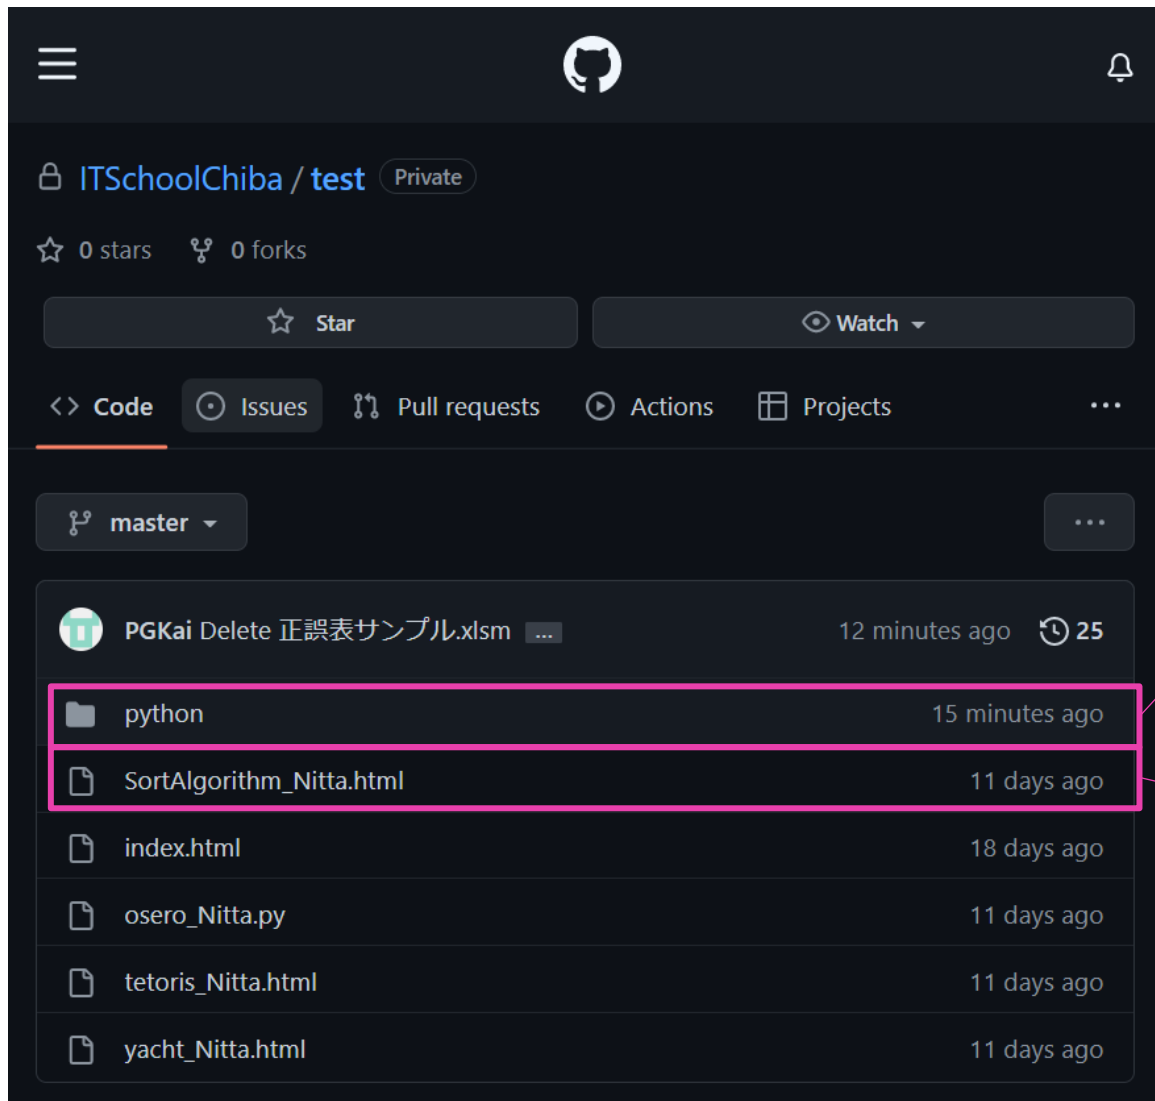 ITSchoolChiba / test Private
0 stars 0 forks
Star Watch
Code Issues Pull requests Actions Projects ...
master ...
PGKai Delete 正誤表サンプル.xlsm ... 12 minutes ago 25
python 15 minutes ago
SortAlgorithm_Nitta.html 11 days ago
index.html 18 days ago
osero_Nitta.py 11 days ago
tetoris_Nitta.html 11 days ago
yacht_Nitta.html 11 days ago